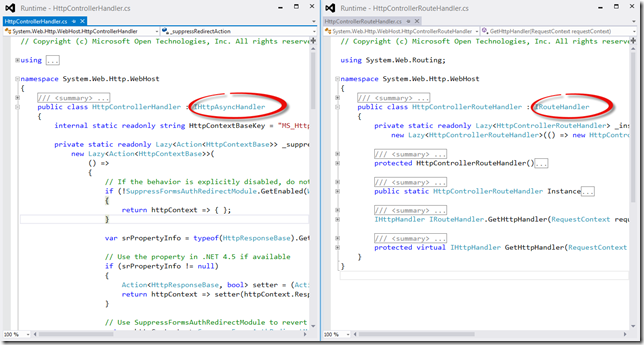 Runtime - HttpControllerHandler.cs
HttpControllerHandler.cs
System.Web.Http.WebHost.HttpControllerHandler
_suppressRedirectAction
// Copyright (c) Microsoft Open Technologies, Inc. All rights reserved
using ...
namespace System.Web.Http.WebHost
{
/// <summary> ...
public class HttpControllerHandler : IHttpAsyncHandler
{
internal static readonly string HttpContextBaseKey = "MS_Http
private static readonly Lazy<Action<HttpContextBase>> _suppre
new Lazy<Action<HttpContextBase>>(
() =>
{
// If the behavior is explicitly disabled, do not
if (!SuppressFormsAuthRedirectModule.GetEnabled(W
{
return httpContext => { };
}
var srPropertyInfo = typeof(HttpResponseBase).Get
// Use the property in .NET 4.5 if available
if (srPropertyInfo != null)
{
Action<HttpResponseBase, bool> setter = (Acti
return httpContext => setter(httpContext.Resp
}
// Use SuppressFormsAuthRedirectModule to revert
100 %
Runtime - HttpControllerRouteHandler.cs
HttpControllerRouteHandler.cs
System.Web.Http.WebHost.HttpControllerRouteHandler
GetHttpHandler(RequestContext requestContext)
// Copyright (c) Microsoft Open Technologies, Inc. All rights reserve
using System.Web.Routing;
namespace System.Web.Http.WebHost
{
/// <summary> ...
public class HttpControllerRouteHandler : IRouteHandler
{
private static readonly Lazy<HttpControllerRouteHandler> _ins
new Lazy<HttpControllerRouteHandler>(() => new HttpContro
/// <summary> ...
protected HttpControllerRouteHandler()...
/// <summary> ...
public static HttpControllerRouteHandler Instance...
/// <summary> ...
IHttpHandler IRouteHandler.GetHttpHandler(RequestContext requ
/// <summary> ...
protected virtual IHttpHandler GetHttpHandler(RequestContext
}
}
100 %